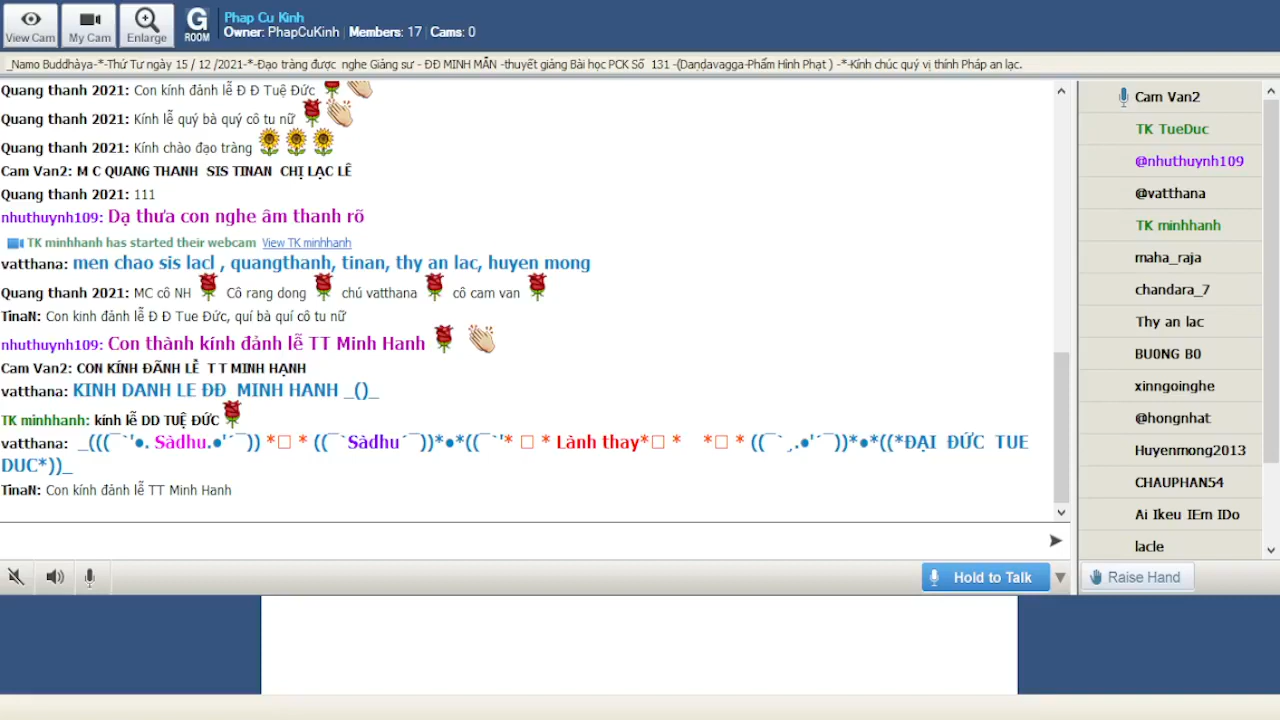 View Cam
My Cam
Enlarge
G
ROOM
Phap Cu Kinh
Owner: PhapCuKinh | Members: 17 | Cams: 0
_Namo Buddhàya-*-Thứ Tư ngày 15 / 12 /2021-*-Đạo tràng được nghe Giảng sư - ĐĐ MINH MẪN -thuyết giảng Bài học PCK Số 131 -(Daṇḍavagga-Phẩm Hình Phạt ) -*-Kính chúc quý vị thính Pháp an lạc.
Quang thanh 2021: Con kính đảnh lễ Đ Đ Tuệ Đức
Quang thanh 2021: Kính lễ quý bà quý cô tu nữ
Quang thanh 2021: Kính chào đạo tràng
Cam Van2: M C QUANG THANH SIS TINAN CHỊ LẠC LÊ
Quang thanh 2021: 111
nhuthuynh109: Dạ thưa con nghe âm thanh rõ
TK minhhanh has started their webcam View TK minhhanh
vatthana: men chao sis lacl , quangthanh, tinan, thy an lac, huyen mong
Quang thanh 2021: MC cô NH Cô rang dong chú vatthana cô cam van
TinaN: Con kinh đảnh lễ Đ Đ Tue Đức, quí bà quí cô tu nữ
nhuthuynh109: Con thành kính đảnh lễ TT Minh Hanh
Cam Van2: CON KÍNH ĐÃNH LỄ T T MINH HẠNH
vatthana: KINH DANH LE ĐĐ MINH HANH _()_
TK minhhanh: kính lễ DD TUỆ ĐỨC
vatthana: _(((¯`'●. Sàdhu.●'´¯)) *□ * ((¯`Sàdhu´¯))*●*((¯`'* □ * Lành thay*□ * *□ * ((¯`¸.●'´¯))*●*((*ĐẠI ĐỨC TUE
DUC*))_
TinaN: Con kính đảnh lễ TT Minh Hanh
Cam Van2
TK TueDuc
@nhuthuynh109
@vatthana
TK minhhanh
maha_raja
chandara_7
Thy an lac
BU0NG B0
xinngoinghe
@hongnhat
Huyenmong2013
CHAUPHAN54
Ai Ikeu IEm IDo
lacle
Hold to Talk
Raise Hand